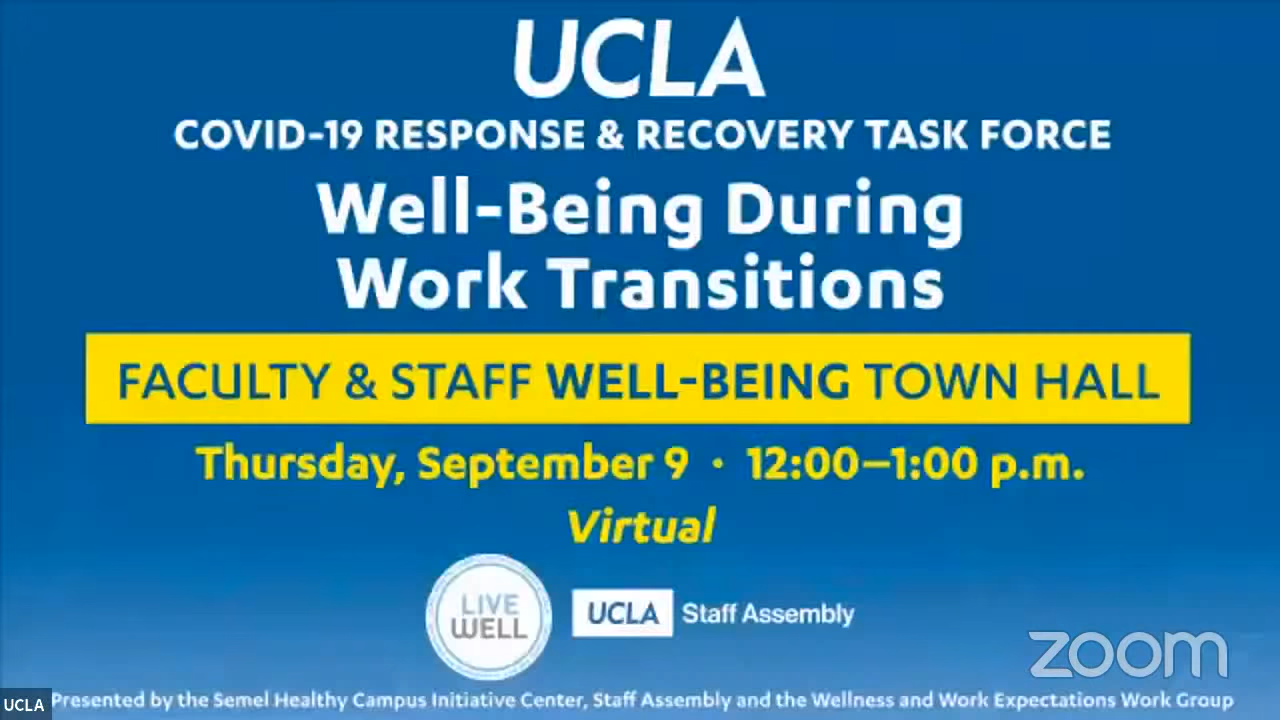 UCLA
COVID-19 RESPONSE & RECOVERY TASK FORCE
Well-Being During
Work Transitions
FACULTY & STAFF WELL-BEING TOWN HALL
Thursday, September 9 • 12:00–1:00 p.m.
Virtual
LIVE
WELL
UCLA Staff Assembly
zoom
UCLA
Presented by the Semel Healthy Campus Initiative Center, Staff Assembly and the Wellness and Work Expectations Work Group